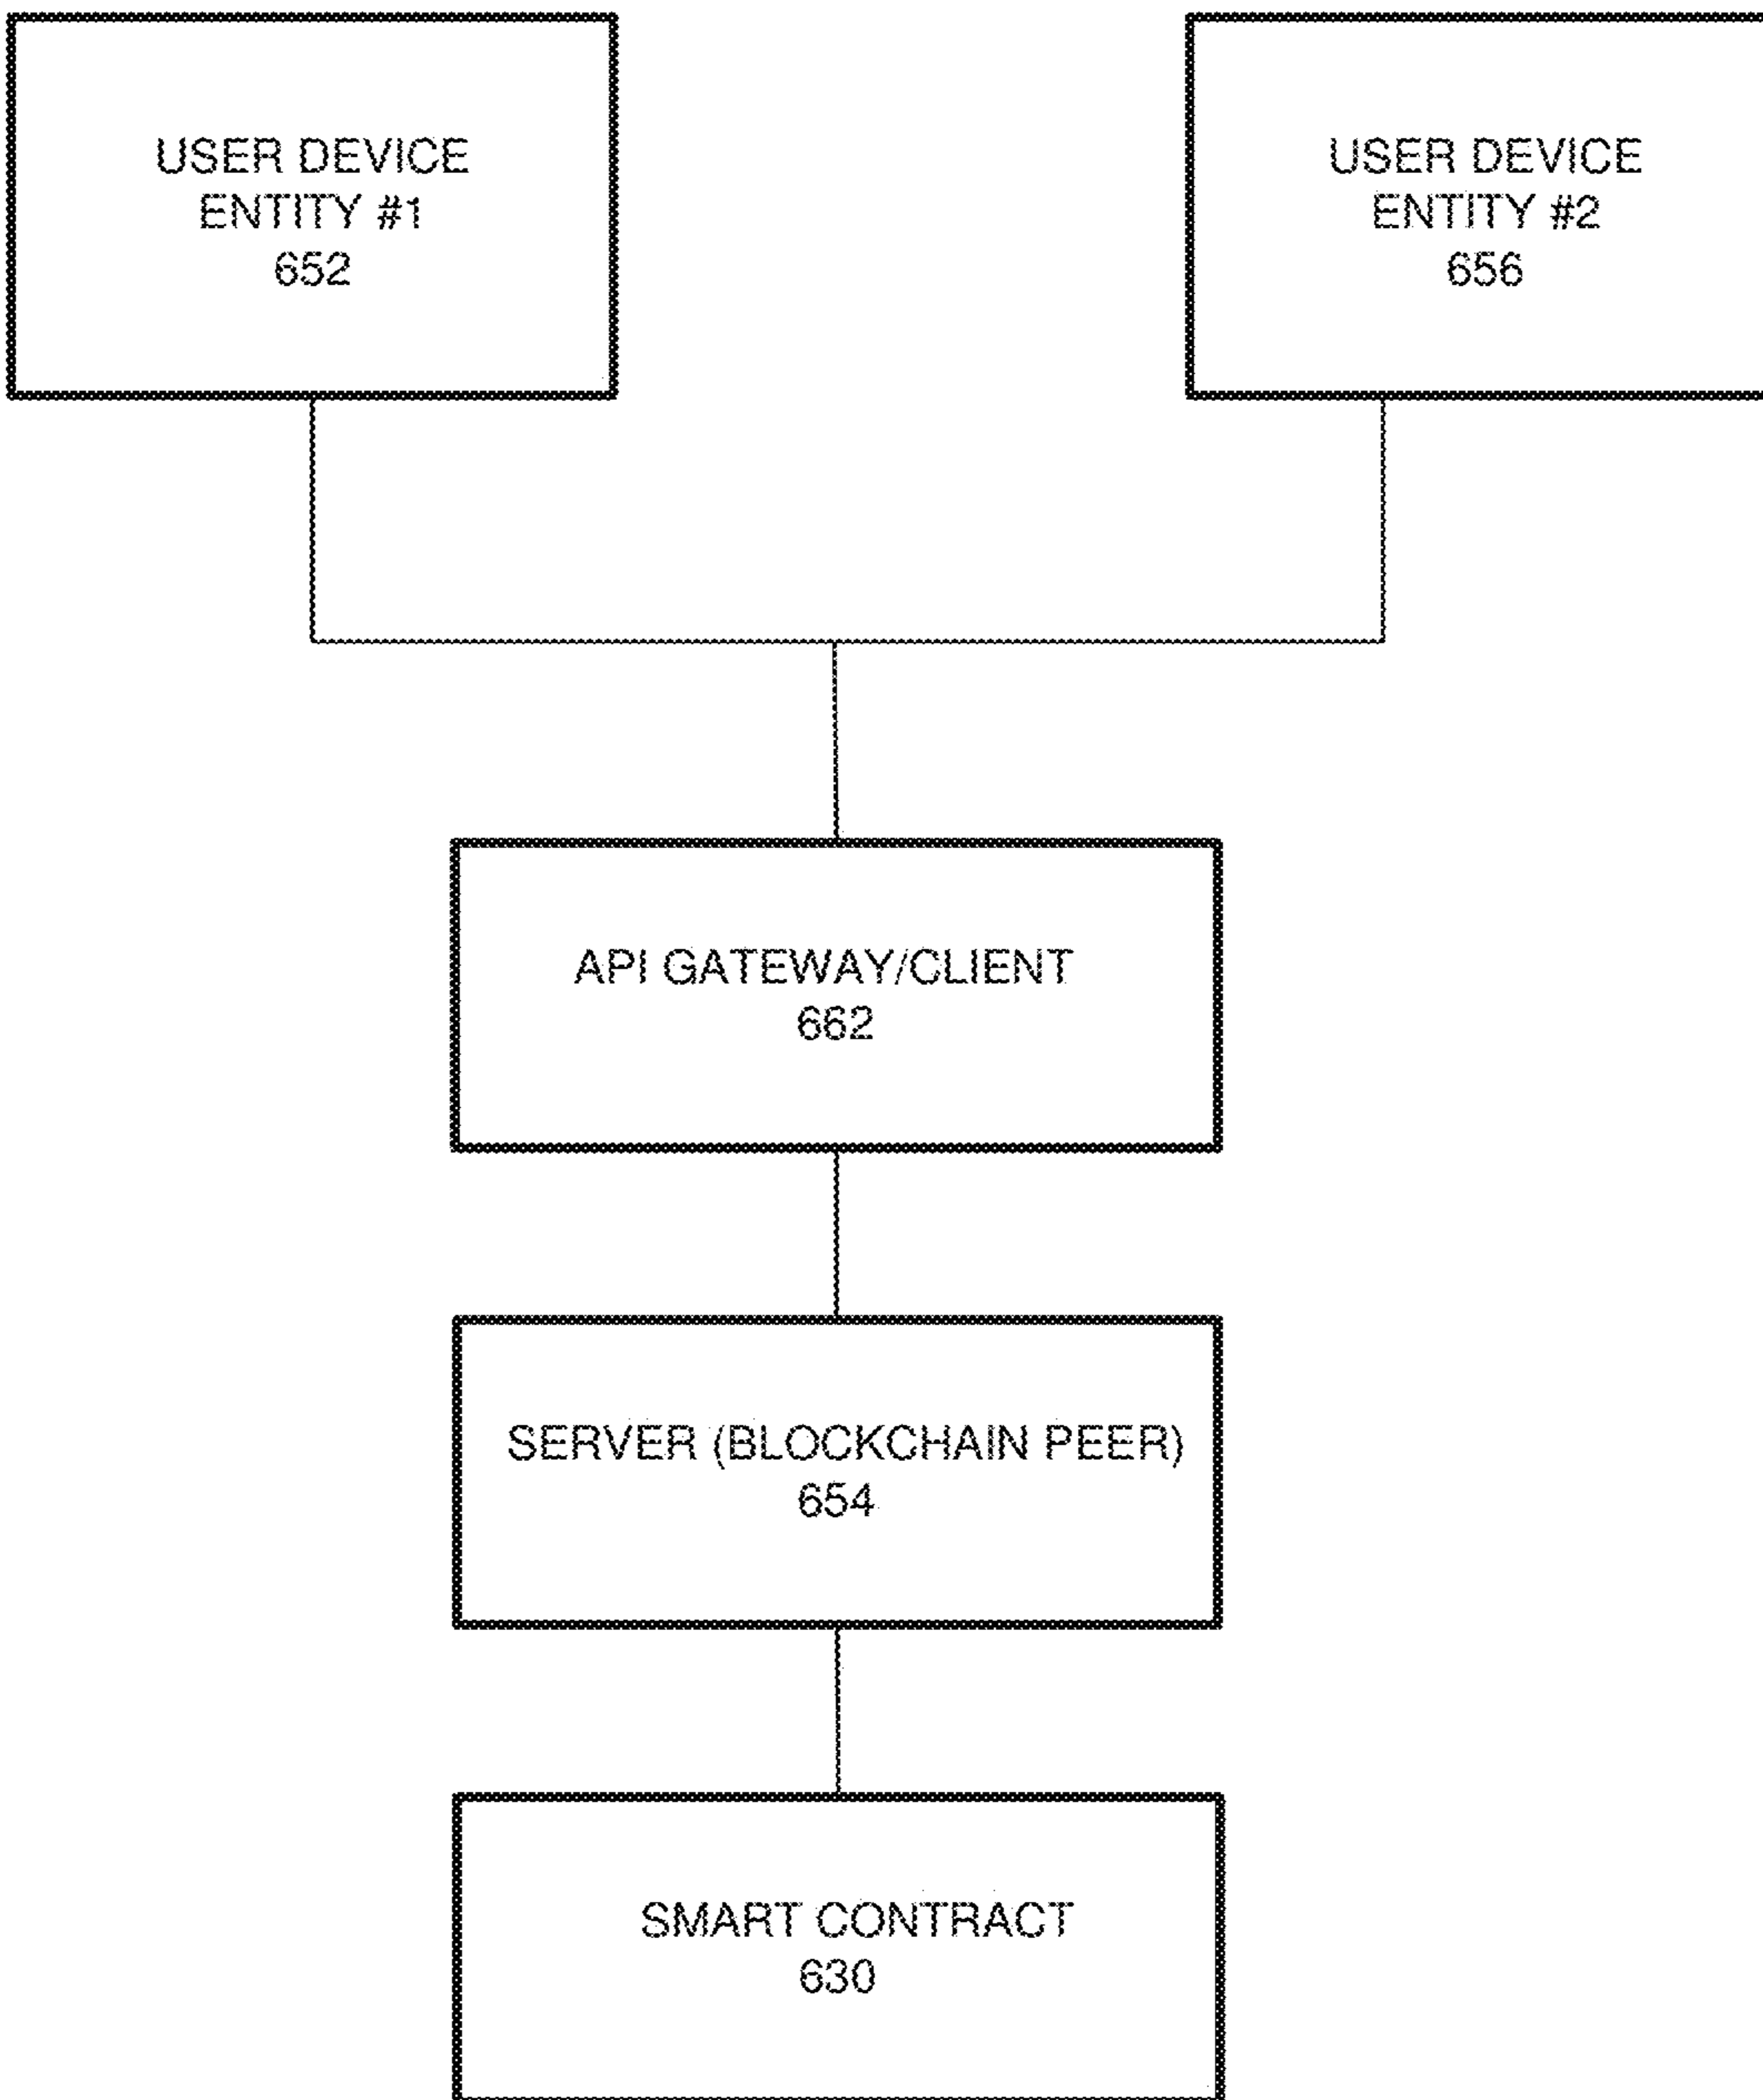 USER DEVICE
ENTITY #1
652
USER DEVICE
ENTITY #2
656
API GATEWAY/CLIENT
662
SERVER (BLOCKCHAIN PEER)
654
SMART CONTRACT
630